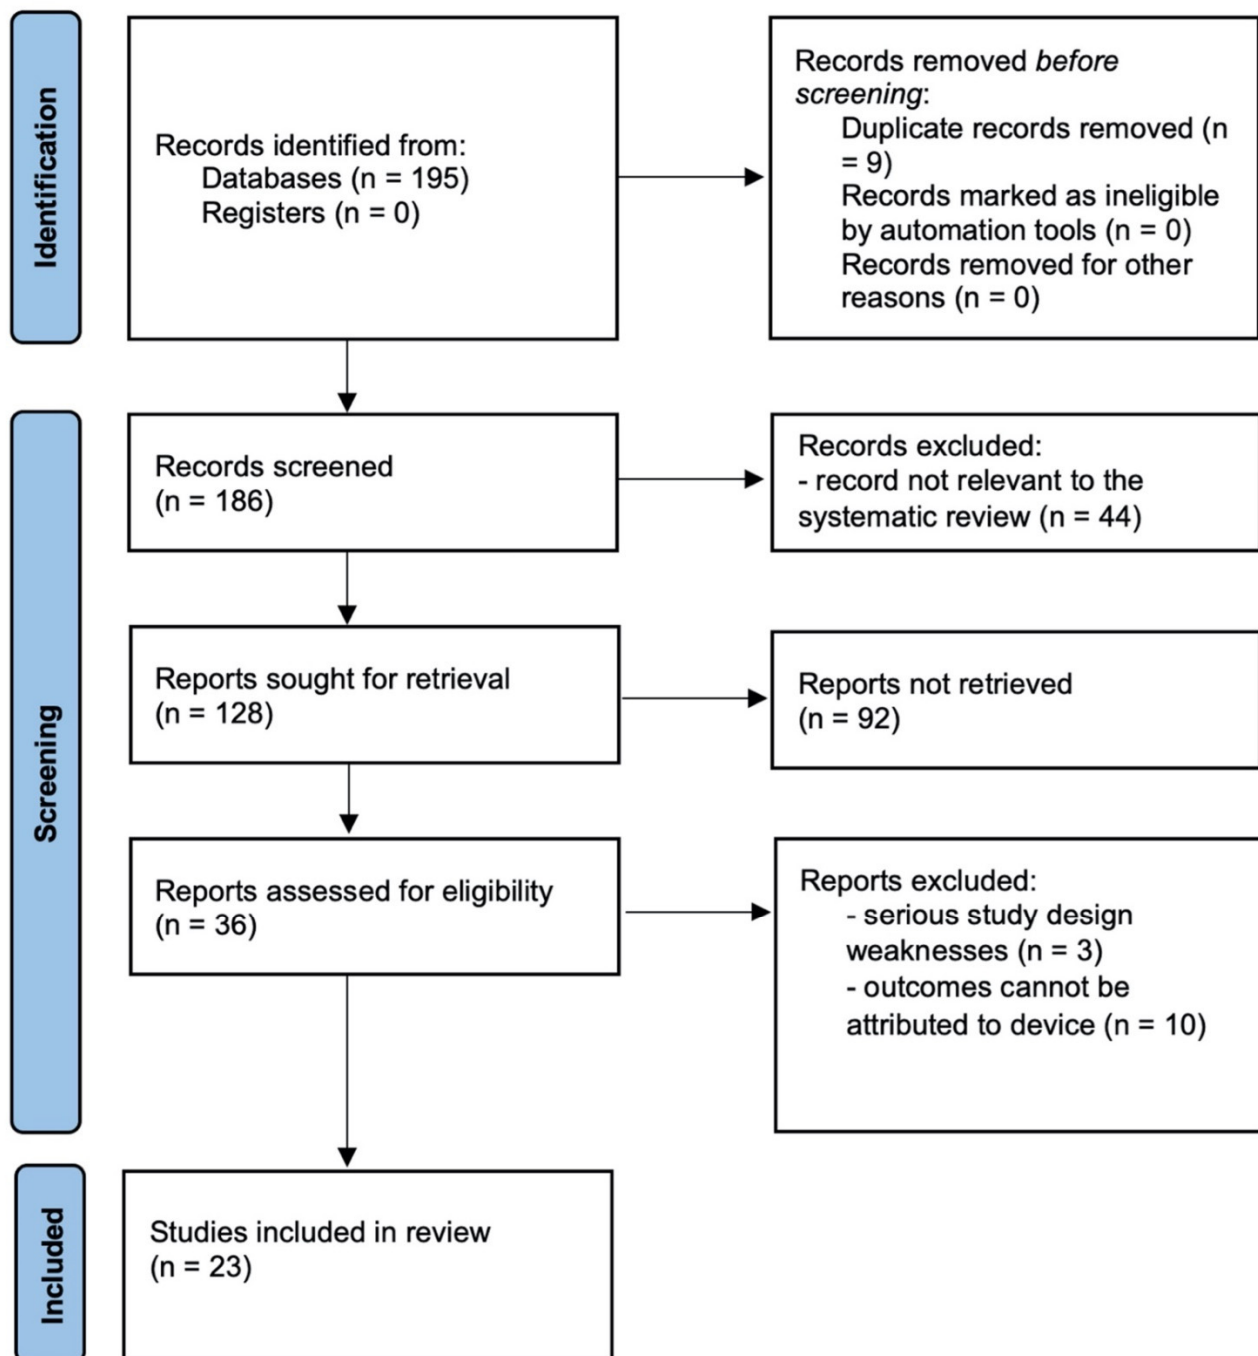 Identification
Records identified from:
Databases (n = 195)
Registers (n = 0)
Records removed before
screening:
Duplicate records removed (n
= 9)
Records marked as ineligible
by automation tools (n = 0)
Records removed for other
reasons (n = 0)
Screening
Records screened
(n = 186)
Records excluded:
- record not relevant to the
systematic review (n = 44)
Reports sought for retrieval
(n = 128)
Reports not retrieved
(n = 92)
Reports assessed for eligibility
(n = 36)
Reports excluded:
- serious study design
weaknesses (n = 3)
- outcomes cannot be
attributed to device (n = 10)
Included
Studies included in review
(n = 23)